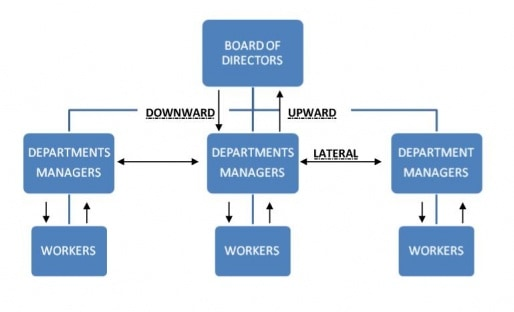 BOARD OF
DIRECTORS
DOWNWARD
UPWARD
DEPARTMENTS
MANAGERS
DEPARTMENTS
MANAGERS
LATERAL
DEPARTMENT
MANAGERS
WORKERS
WORKERS
WORKERS